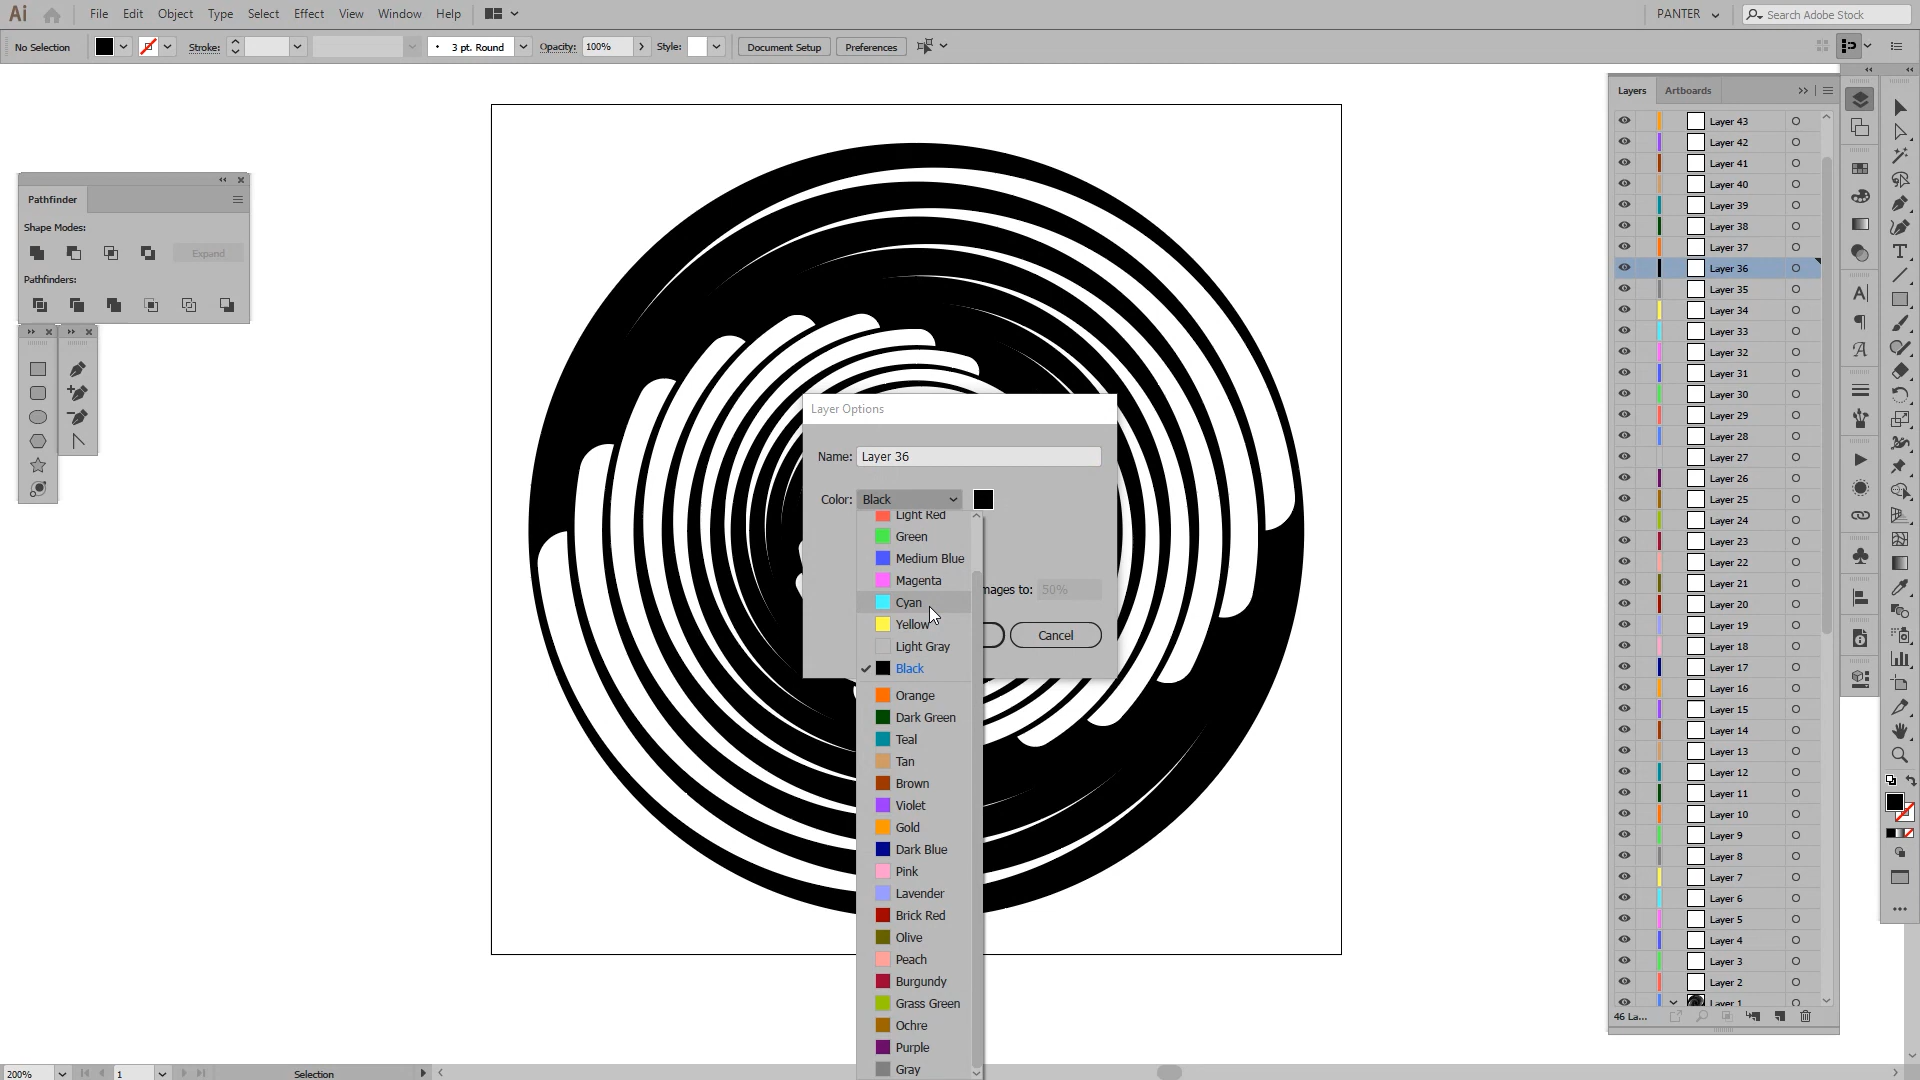 Ai
File Edit Object Type Select Effect View Window Help
PANTER
Search Adobe Stock
No Selection
Stroke:
3 pt. Round
Opacity: 100%
Style:
Document Setup
Preferences
Pathfinder
Shape Modes:
Expand
Pathfinders:
Layer Options
Name: Layer 36
Color: Black
Light Red
Green
Medium Blue
Magenta
Cyan
Yellow
Light Gray
Black
Orange
Dark Green
Teal
Tan
Brown
Violet
Gold
Dark Blue
Pink
Lavender
Brick Red
Olive
Peach
Burgundy
Grass Green
Ochre
Purple
Gray
mages to: 50%
Cancel
Layers Artboards
Layer 43
Layer 42
Layer 41
Layer 40
Layer 39
Layer 38
Layer 37
Layer 36
Layer 35
Layer 34
Layer 33
Layer 32
Layer 31
Layer 30
Layer 29
Layer 28
Layer 27
Layer 26
Layer 25
Layer 24
Layer 23
Layer 22
Layer 21
Layer 20
Layer 19
Layer 18
Layer 17
Layer 16
Layer 15
Layer 14
Layer 13
Layer 12
Layer 11
Layer 10
Layer 9
Layer 8
Layer 7
Layer 6
Layer 5
Layer 4
Layer 3
Layer 2
Layer 1
46 La...
200%
1
Selection